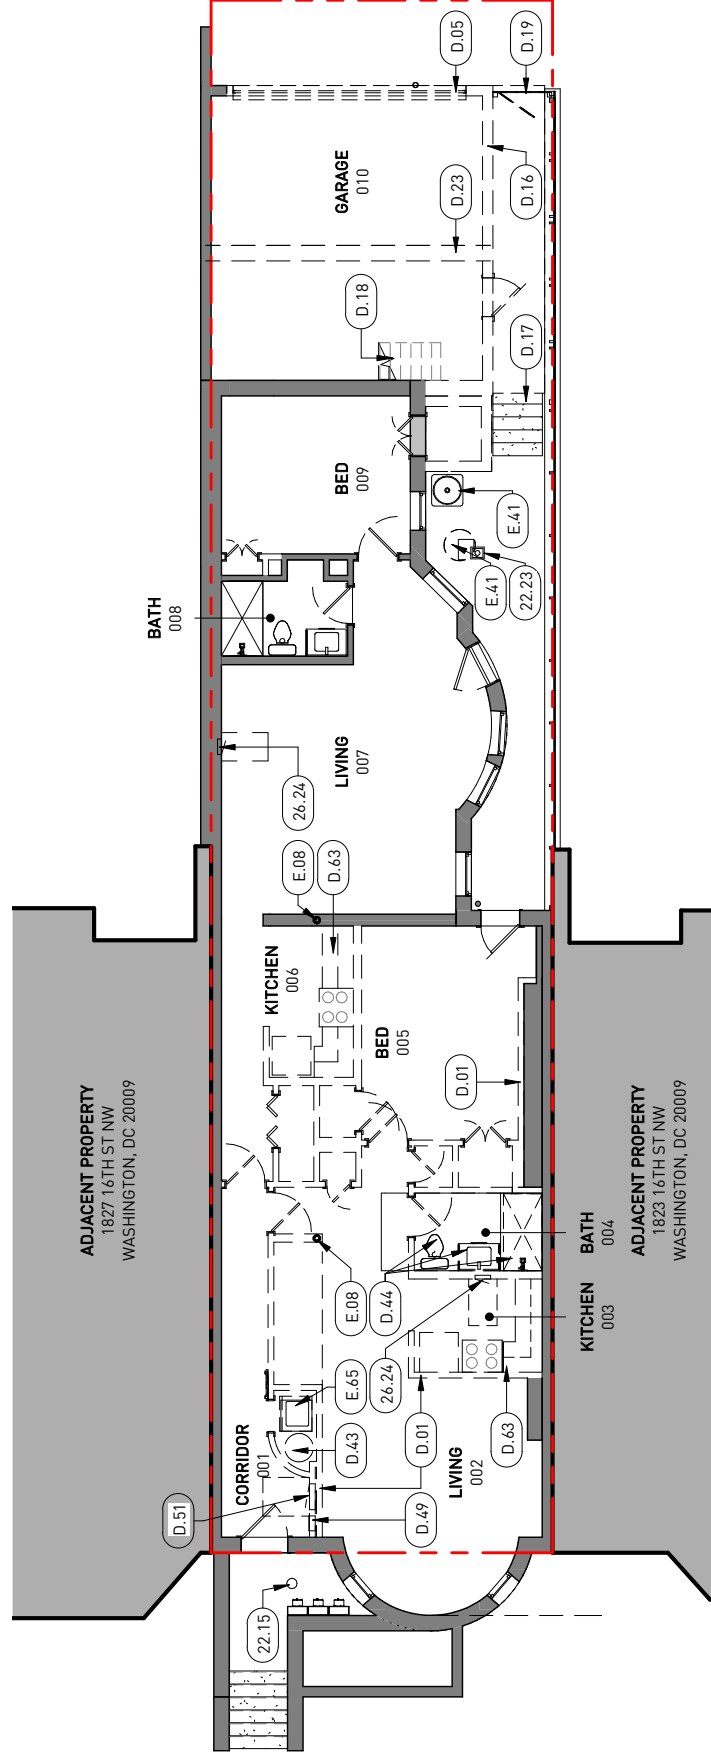 D.05
D.19
GARAGE
010
D.23
D.16
D.18
D.17
BED
009
E.41
E.41
22.23
BATH
008
LIVING
007
26.24
E.08
D.63
KITCHEN
006
BED
005
D.01
ADJACENT PROPERTY
1827 16TH ST NW
WASHINGTON, DC 20009
ADJACENT PROPERTY
1823 16TH ST NW
WASHINGTON, DC 20009
BATH
004
KITCHEN
003
E.08
D.44
E.65
26.24
D.43
D.01
D.63
CORRIDOR
001
LIVING
002
D.51
D.49
22.15